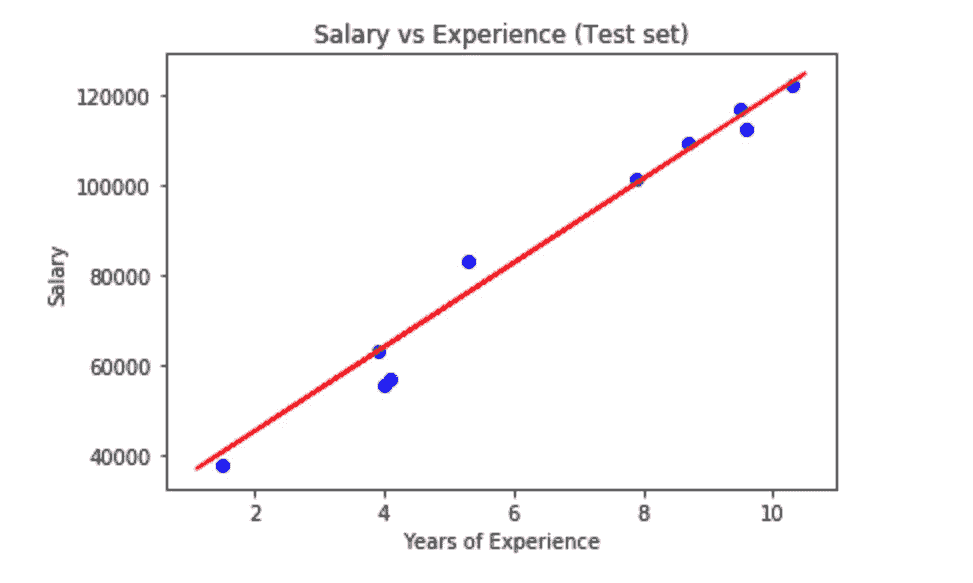 Salary vs Experience (Test set)
120000
100000
80000
60000
40000
Salary
2 4 6 8 10
Years of Experience